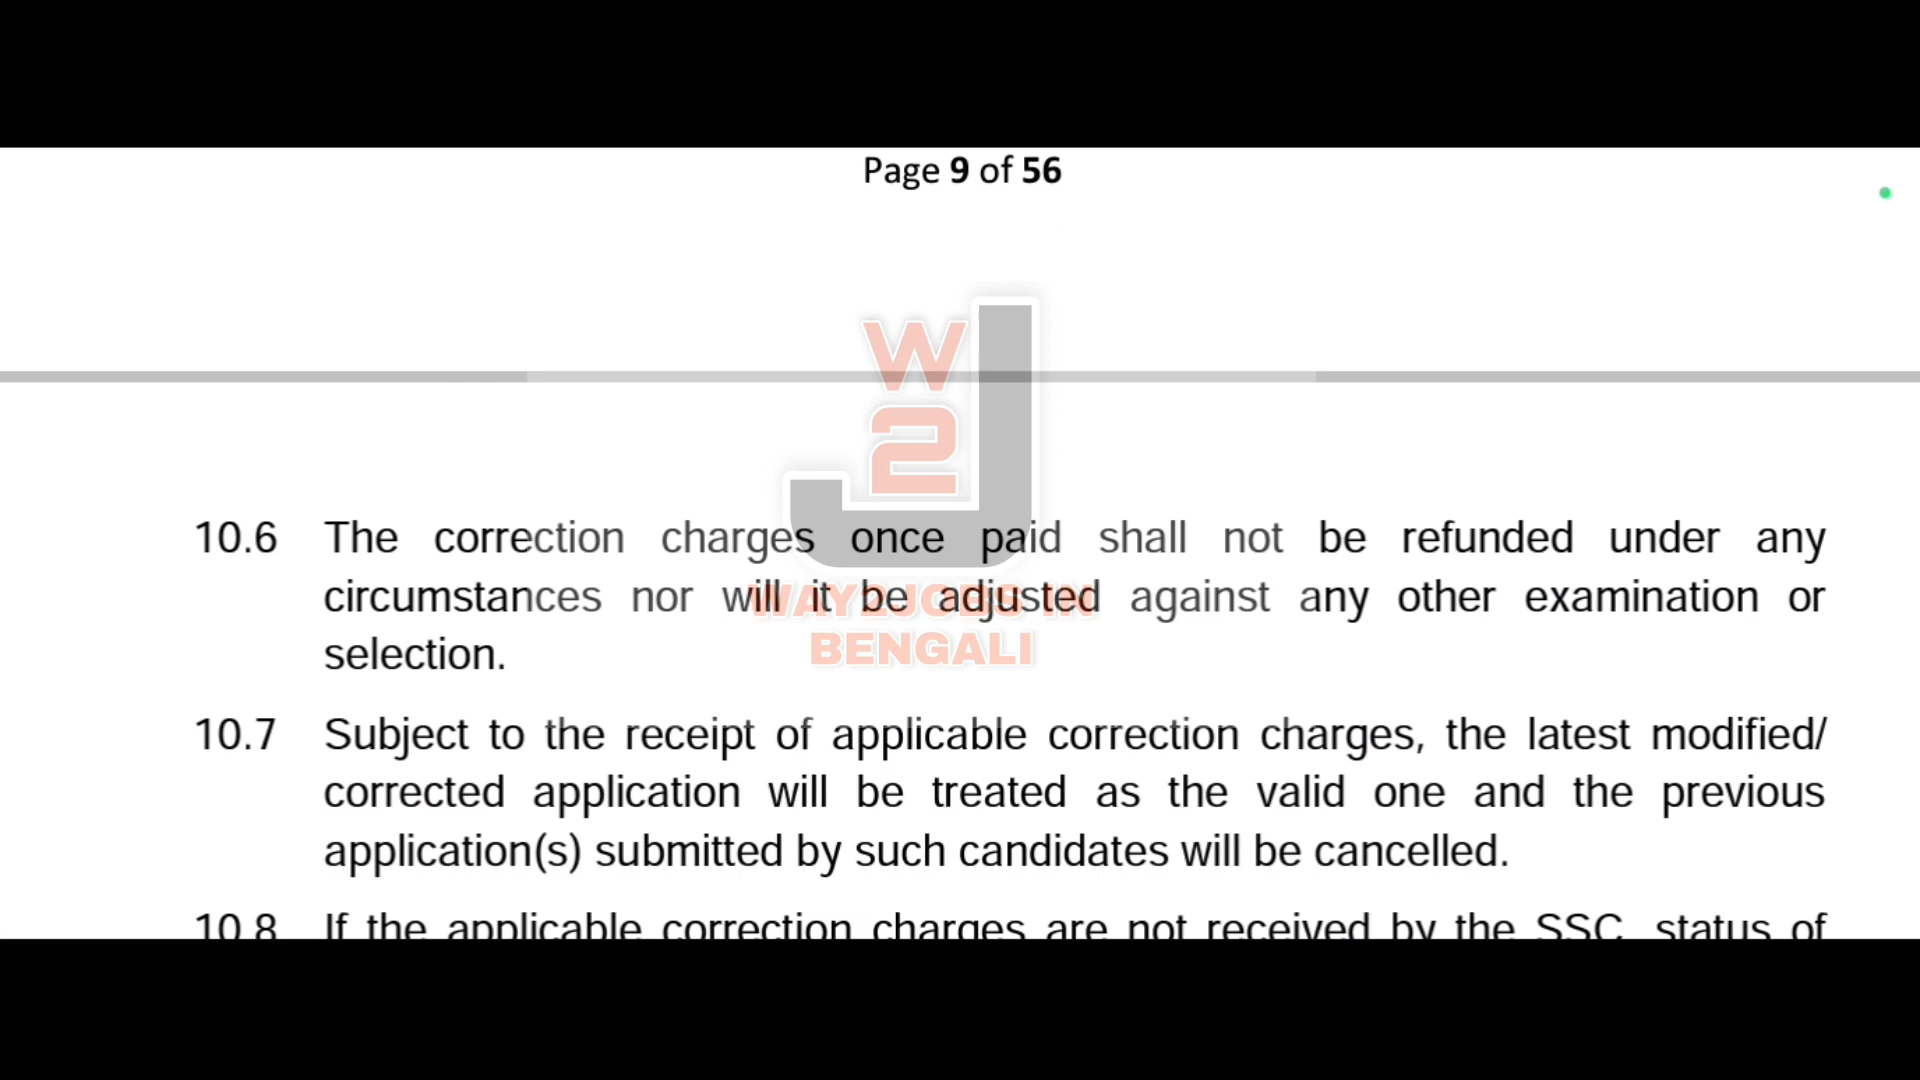 Page 9 of 56
W
2
J
10.6 The correction charges once paid shall not be refunded under any
circumstances nor will it be adjusted against any other examination or
selection.
WAY2JOBS IN
BENGALI
10.7 Subject to the receipt of applicable correction charges, the latest modified/
corrected application will be treated as the valid one and the previous
application(s) submitted by such candidates will be cancelled.
10.8 If the applicable correction charges are not received by the SSC, status of